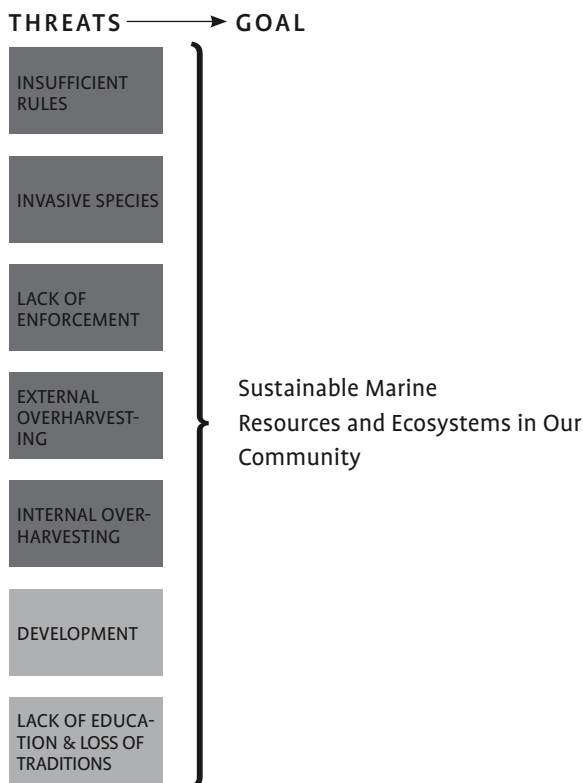 THREATS GOAL
INSUFFICIENT
RULES
INVASIVE SPECIES
LACK OF
ENFORCEMENT
EXTERNAL
OVERHARVEST-
ING
INTERNAL OVER-
HARVESTING
DEVELOPMENT
LACK OF EDUCA-
TION & LOSS OF
TRADITIONS
Sustainable Marine
Resources and Ecosystems in Our
Community